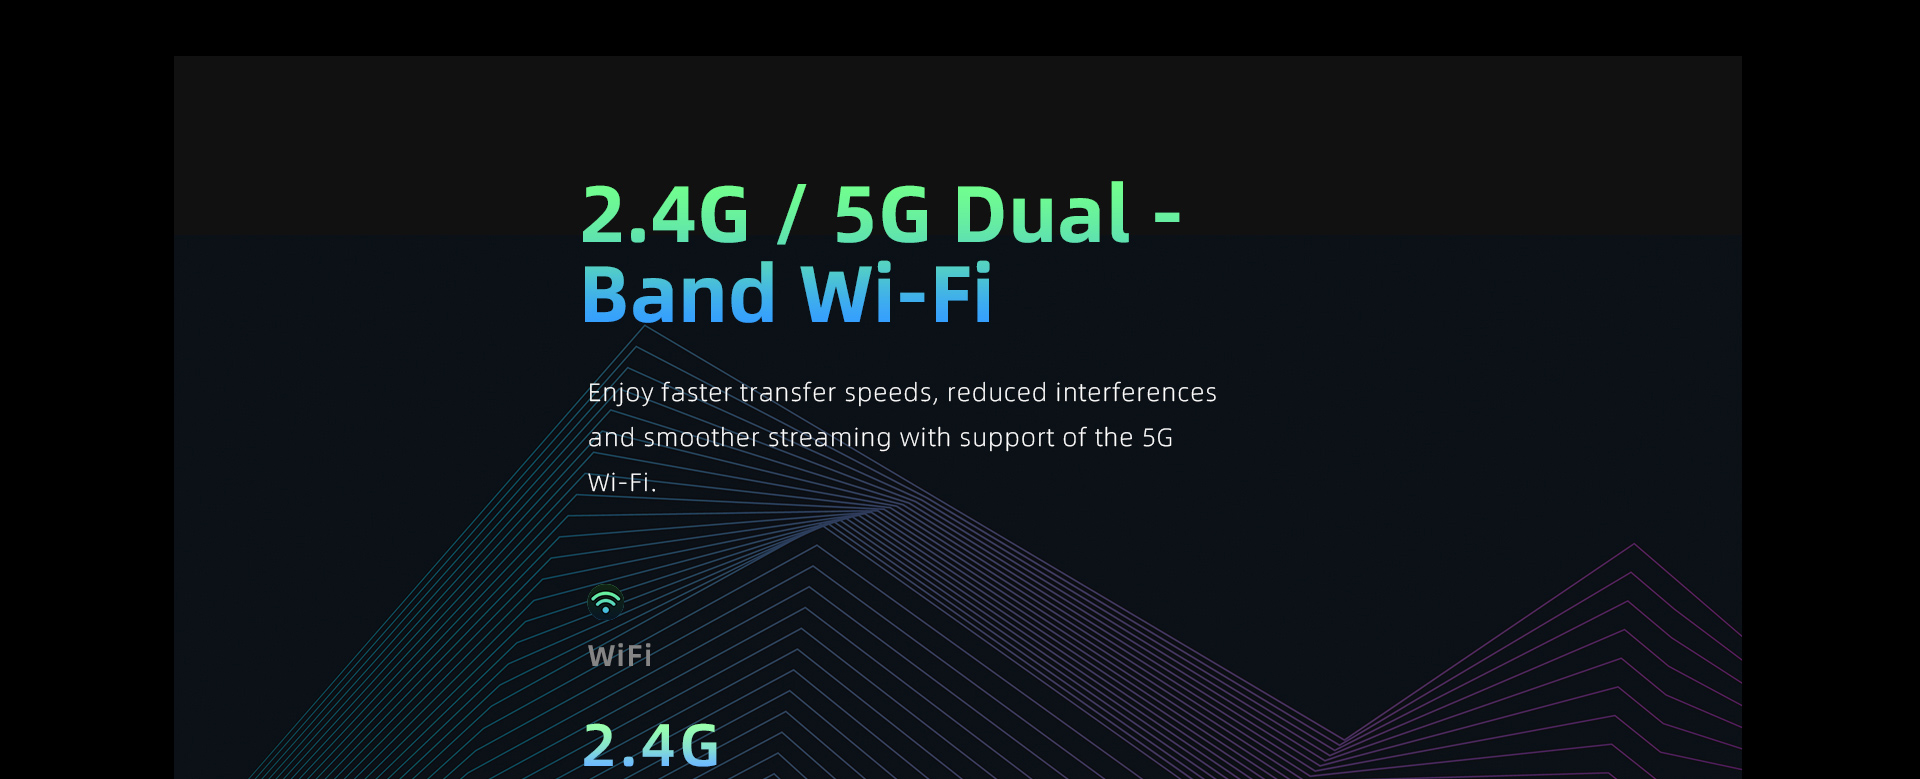 2.4G / 5G Dual -
Band Wi-Fi
Enjoy faster transfer speeds, reduced interferences
and smoother streaming with support of the 5G
Wi-Fi.
WiFi
2.4G